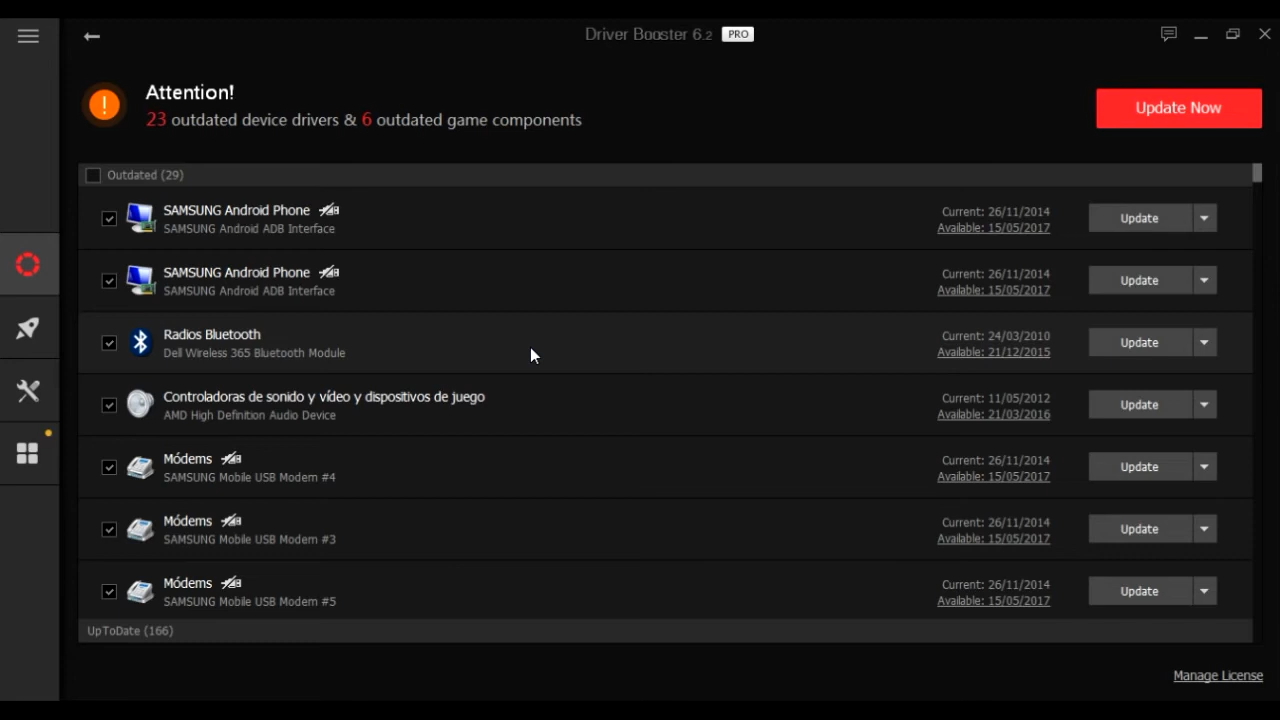 Driver Booster 6.2 PRO
Attention!
23 outdated device drivers & 6 outdated game components
Update Now
Outdated (29)
SAMSUNG Android Phone
SAMSUNG Android ADB Interface
Current: 26/11/2014
Available: 15/05/2017
Update
SAMSUNG Android Phone
SAMSUNG Android ADB Interface
Current: 26/11/2014
Available: 15/05/2017
Update
Radios Bluetooth
Dell Wireless 365 Bluetooth Module
Current: 24/03/2010
Available: 21/12/2015
Update
Controladoras de sonido y vídeo y dispositivos de juego
AMD High Definition Audio Device
Current: 11/05/2012
Available: 21/03/2016
Update
Módems
SAMSUNG Mobile USB Modem #4
Current: 26/11/2014
Available: 15/05/2017
Update
Módems
SAMSUNG Mobile USB Modem #3
Current: 26/11/2014
Available: 15/05/2017
Update
Módems
SAMSUNG Mobile USB Modem #5
Current: 26/11/2014
Available: 15/05/2017
Update
UpToDate (166)
Manage License